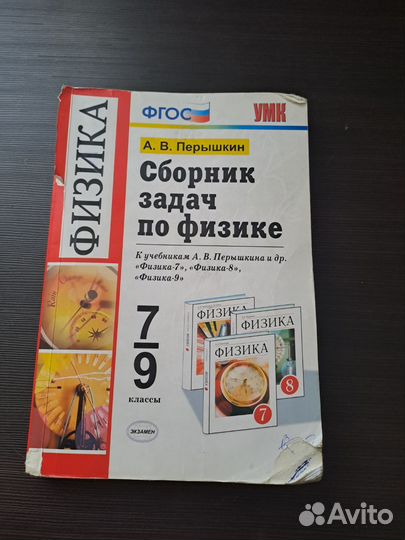 ФГОС
УМК
ФИЗИКА
А. В. Перышкин
Сборник
задач
по физике
К учебникам А. В. Перышкина и др.
«Физика-7», «Физика-8»,
«Физика-9»
7
9
классы
ФИЗИКА
ФИЗИКА
8
ФИЗИКА
7
ЭКЗАМЕН
Avito